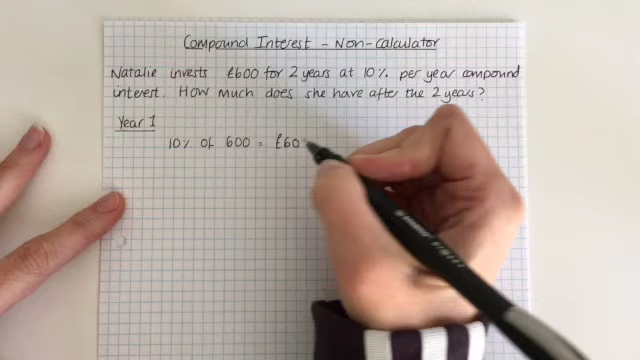 Compound Interest - Non-calculator
Natalie invests £600 for 2 years at 10% per year compound
interest. How much does she have after the 2 years?
Year 1
10% of 600 = £60